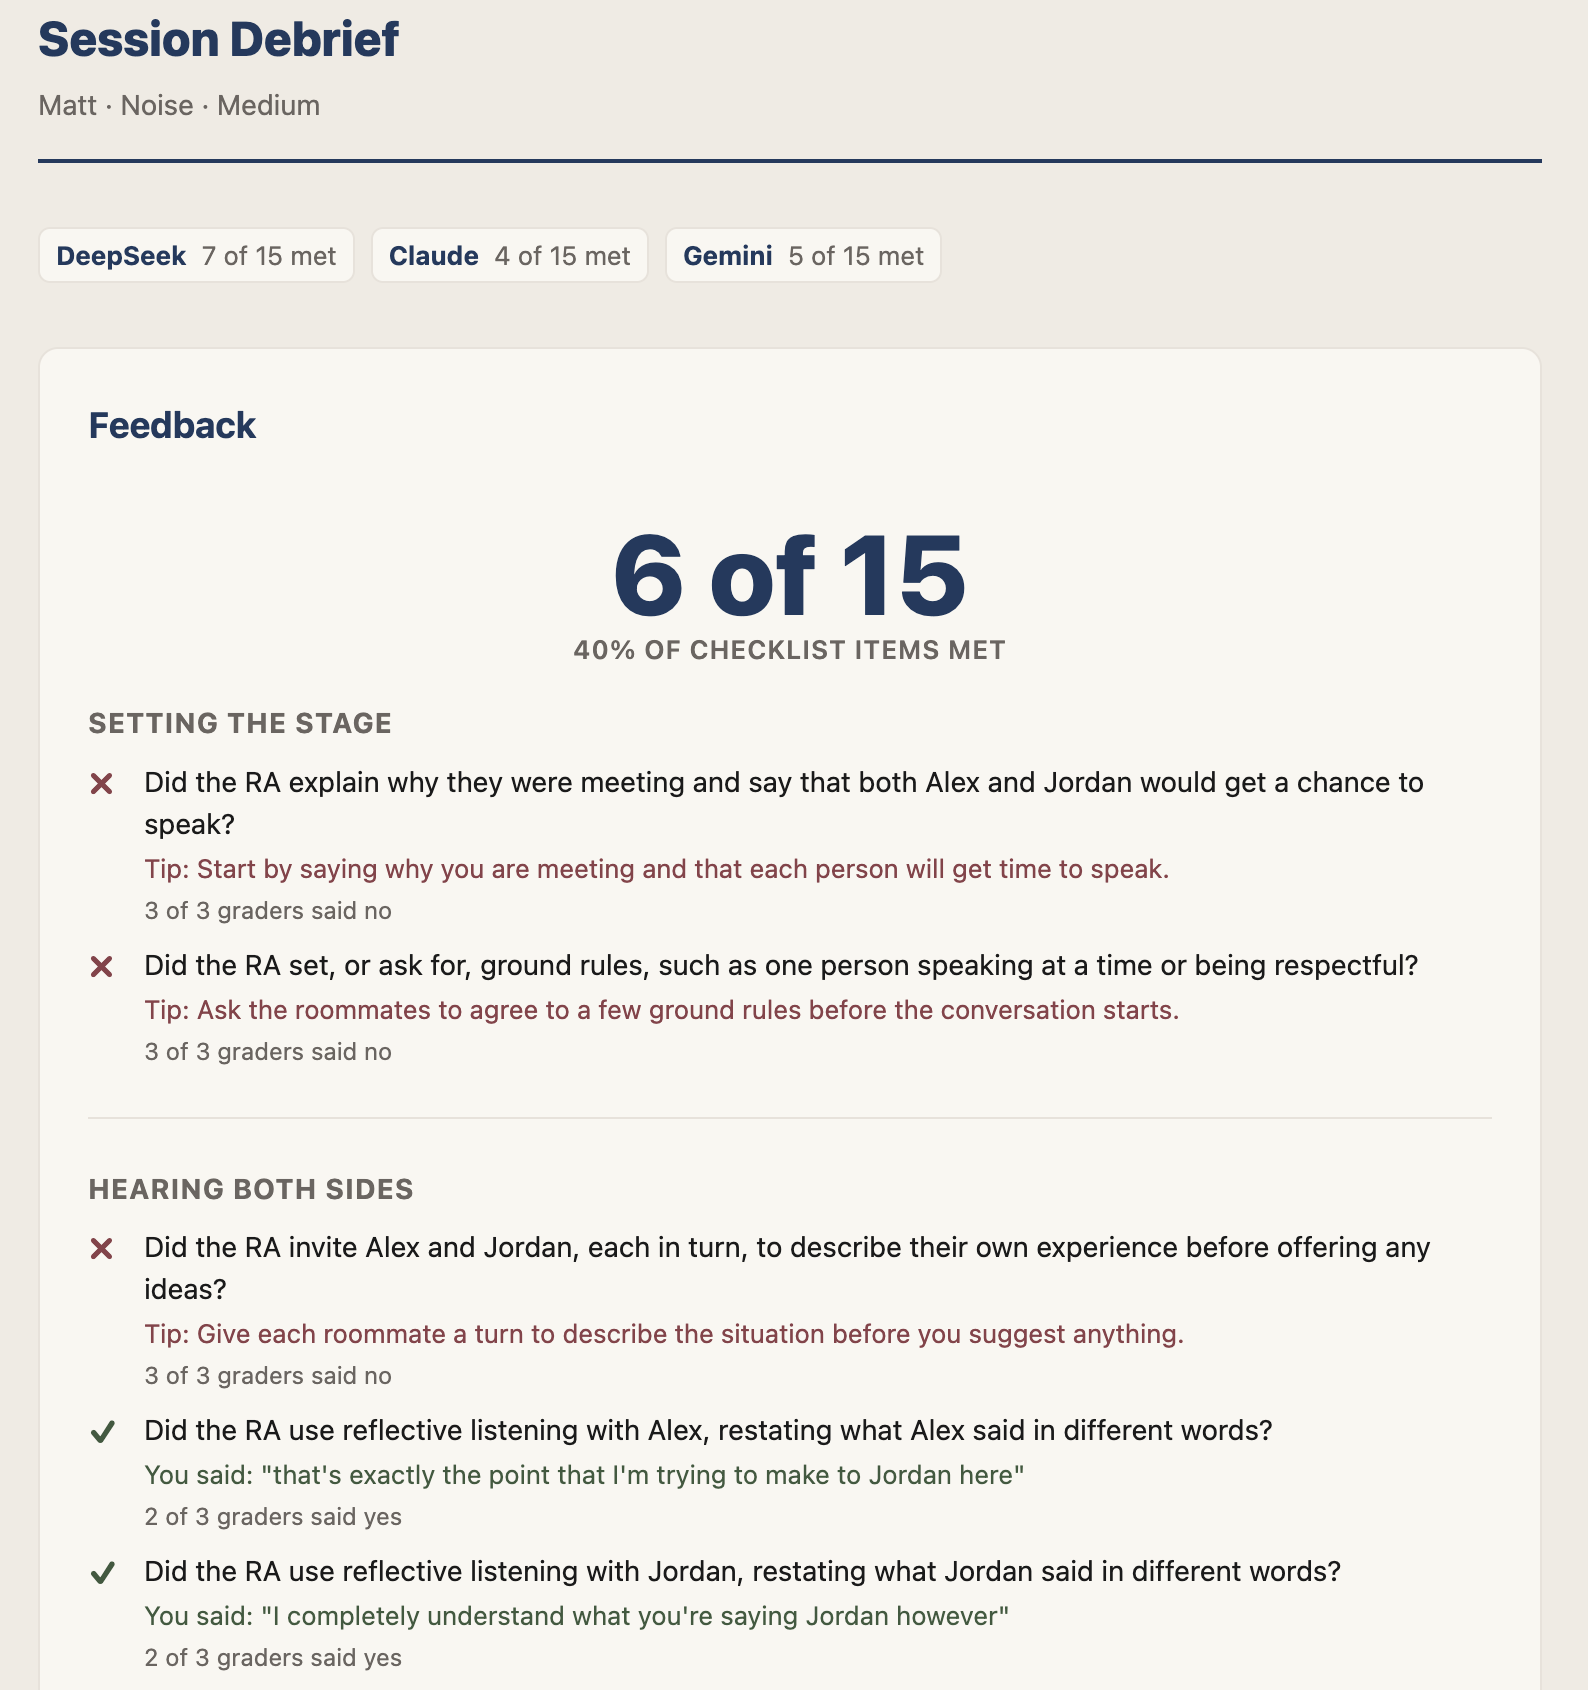 Session Debrief
Matt · Noise · Medium
DeepSeek 7 of 15 met Claude 4 of 15 met Gemini 5 of 15 met
Feedback
6 of 15
40% OF CHECKLIST ITEMS MET
SETTING THE STAGE
Did the RA explain why they were meeting and say that both Alex and Jordan would get a chance to
speak?
Tip: Start by saying why you are meeting and that each person will get time to speak.
3 of 3 graders said no
Did the RA set, or ask for, ground rules, such as one person speaking at a time or being respectful?
Tip: Ask the roommates to agree to a few ground rules before the conversation starts.
3 of 3 graders said no
HEARING BOTH SIDES
Did the RA invite Alex and Jordan, each in turn, to describe their own experience before offering any
ideas?
Tip: Give each roommate a turn to describe the situation before you suggest anything.
3 of 3 graders said no
Did the RA use reflective listening with Alex, restating what Alex said in different words?
You said: "that's exactly the point that I'm trying to make to Jordan here"
2 of 3 graders said yes
Did the RA use reflective listening with Jordan, restating what Jordan said in different words?
You said: "I completely understand what you're saying Jordan however"
2 of 3 graders said yes